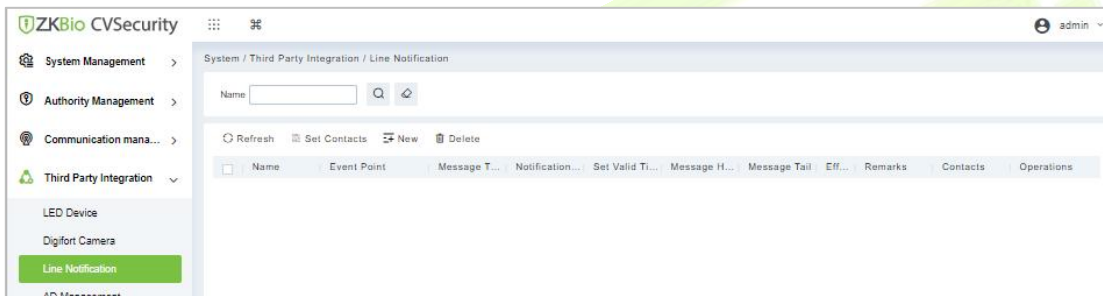 ZKBio CVSecurity
admin
System Management
Authority Management
Communication mana...
Third Party Integration
LED Device
Digifort Camera
Line Notification
AD Management
System / Third Party Integration / Line Notification
Name
Refresh Set Contacts New Delete
Name Event Point Message T... Notification... Set Valid Ti... Message H... Message Tail Eff... Remarks Contacts Operations